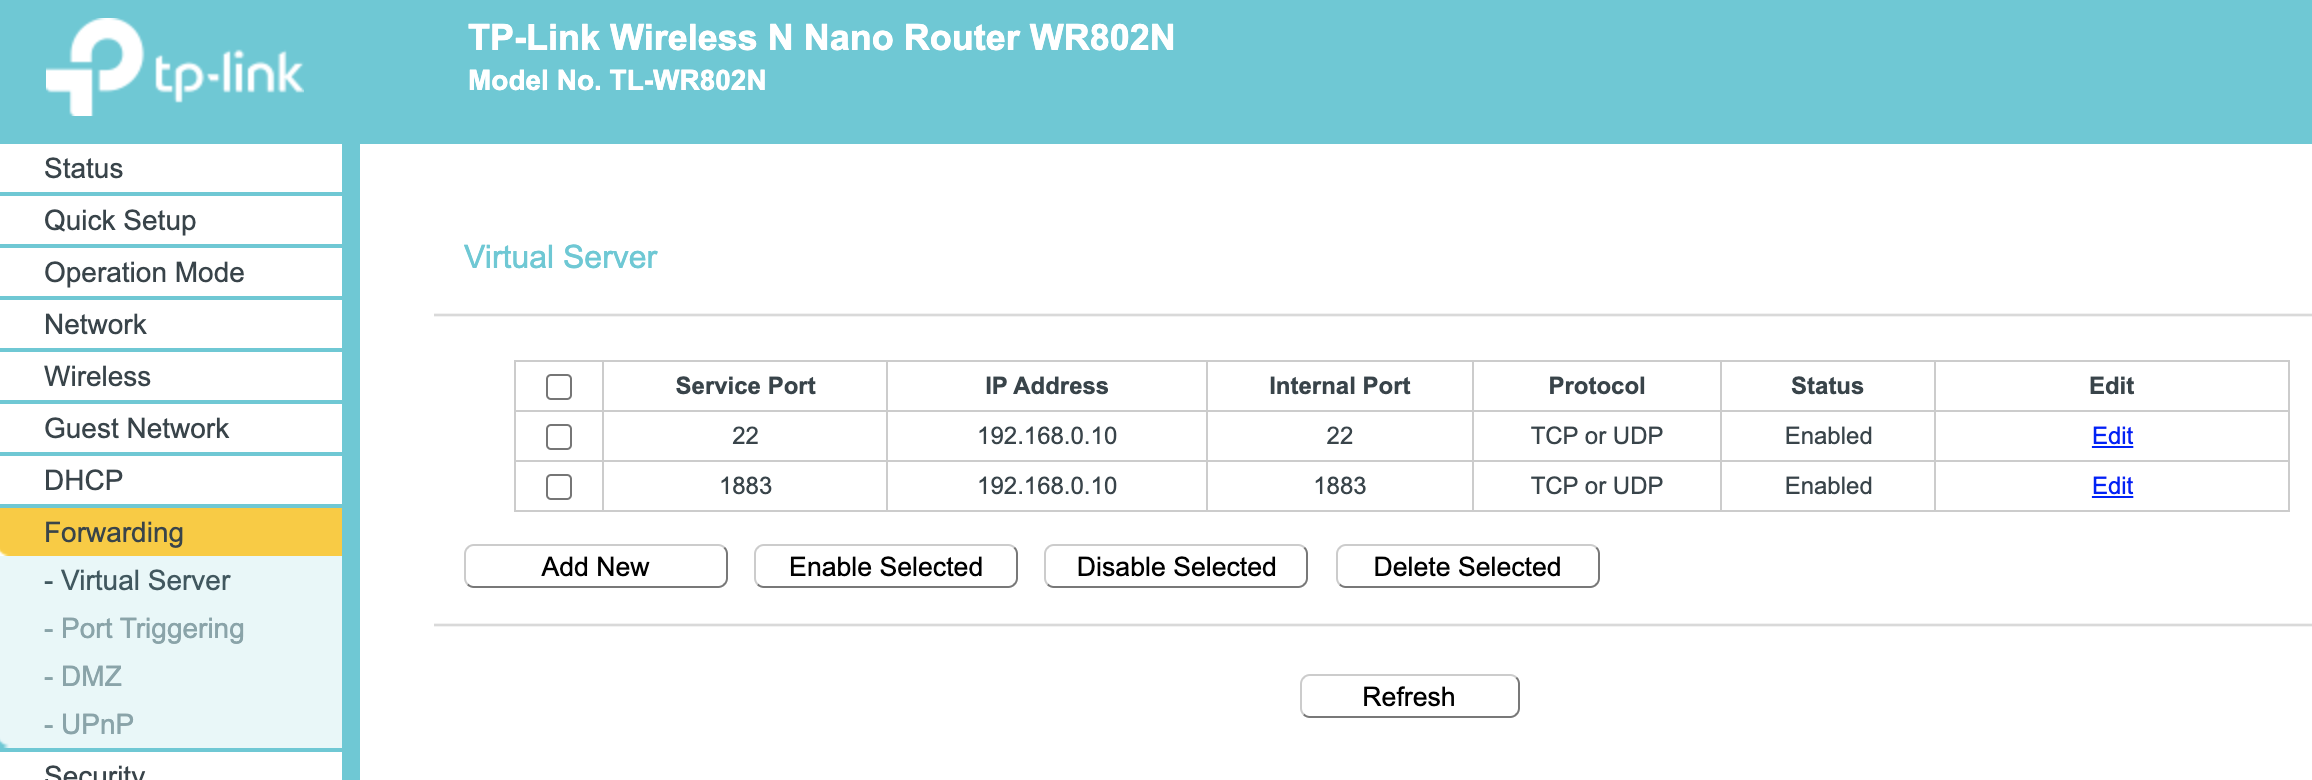 tp-link
TP-Link Wireless N Nano Router WR802N
Model No. TL-WR802N
Status
Quick Setup
Operation Mode
Network
Wireless
Guest Network
DHCP
Forwarding
- Virtual Server
- Port Triggering
- DMZ
- UPnP
Security
Virtual Server
Service Port IP Address Internal Port Protocol Status Edit
22 192.168.0.10 22 TCP or UDP Enabled Edit
1883 192.168.0.10 1883 TCP or UDP Enabled Edit
Add New Enable Selected Disable Selected Delete Selected
Refresh